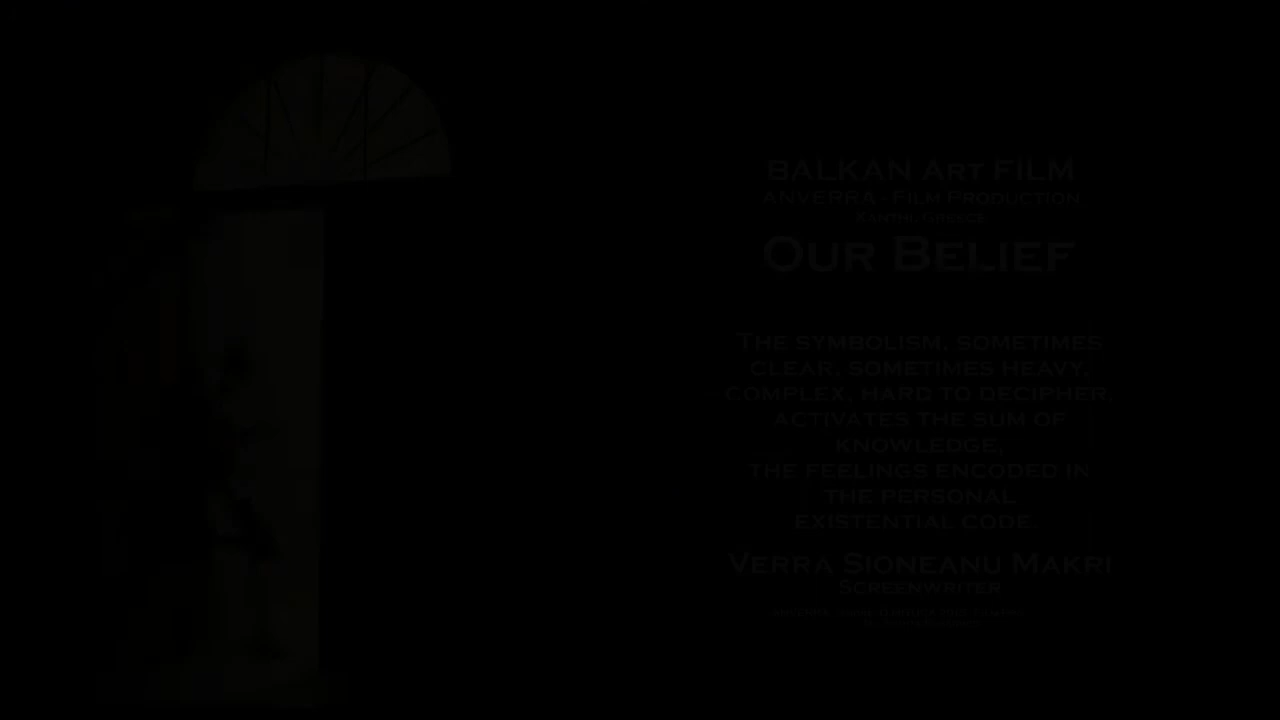 BALKAN ART FILM
ANVERRA - FILM PRODUCTION
XANTHI GREECE
OUR BELIEF
THE SYMBOLISM, SOMETIMES
CLEAR, SOMETIMES HEAVY,
COMPLEX, HARD TO DECIPHER,
ACTIVATES THE SUM OF
KNOWLEDGE,
THE FEELINGS ENCODED IN
THE PERSONAL
EXISTENTIAL CODE.
VERRA SIONEANU MAKRI
SCREENWRITER